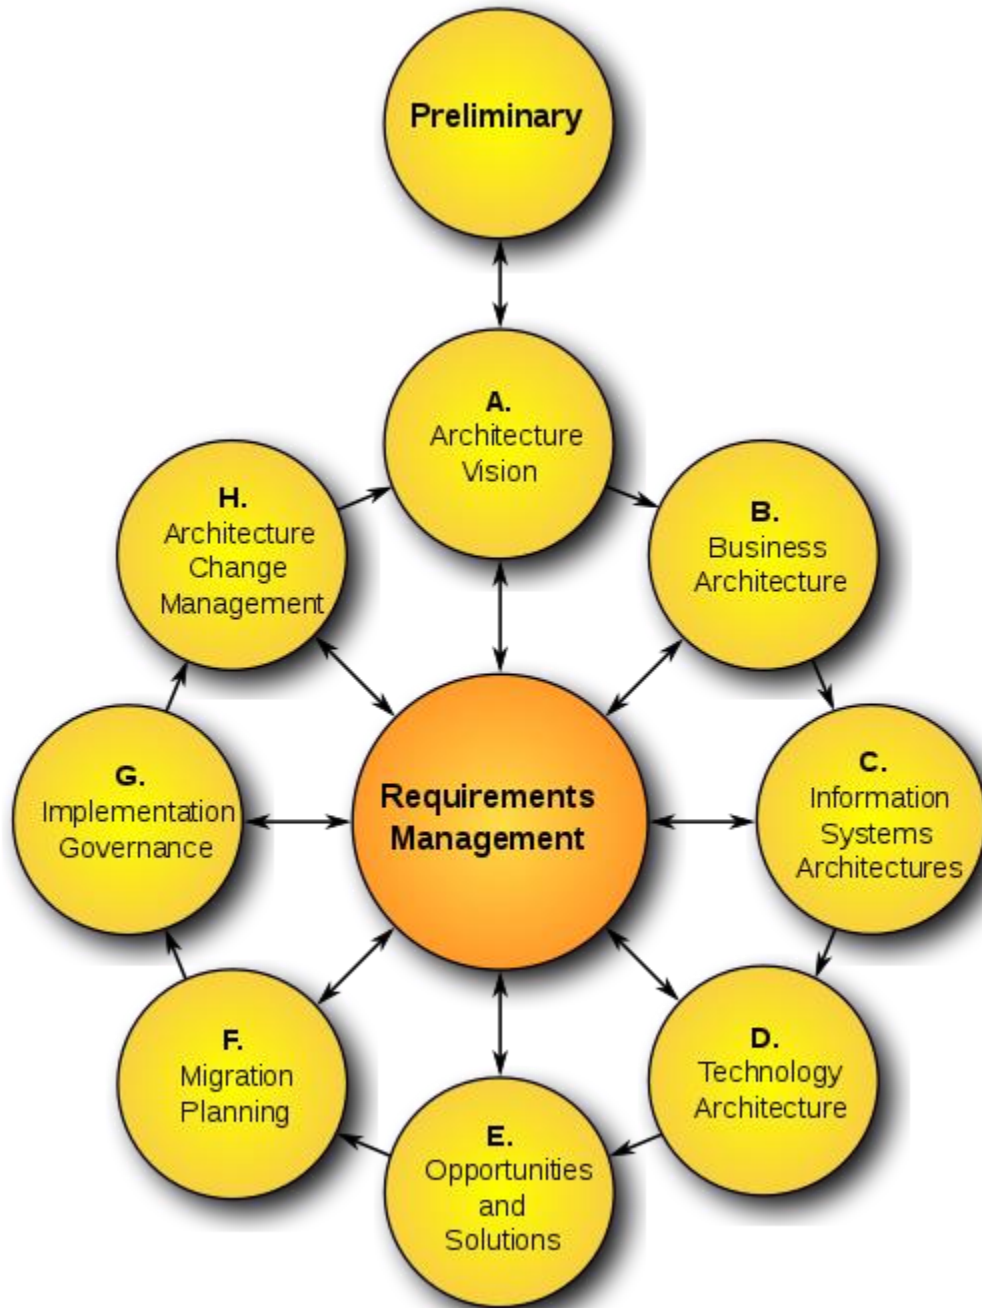 Preliminary
A.
Architecture
Vision
B.
Business
Architecture
C.
Information
Systems
Architectures
D.
Technology
Architecture
E.
Opportunities
and
Solutions
F.
Migration
Planning
G.
Implementation
Governance
H.
Architecture
Change
Management
Requirements
Management